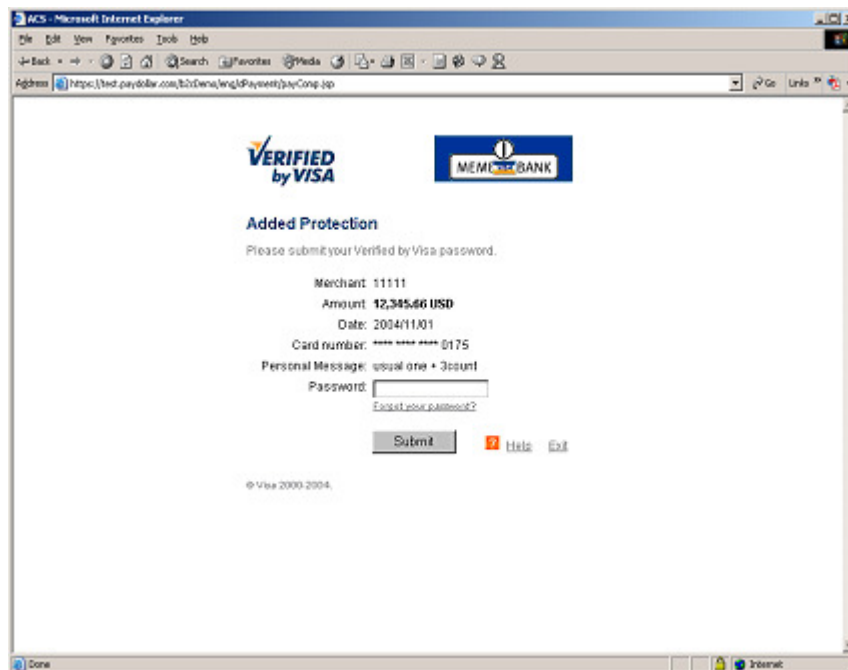 ACS - Microsoft Internet Explorer
File Edit View Favorites Tools Help
Back Search Favorites Media
Address https://test.paydollar.com/b2cDemo/eng/dPayment/payComp.jsp Go Links
VERIFIED
by VISA
MEMBER BANK
Added Protection
Please submit your Verified by Visa password.
Merchant: 11111
Amount: 12,345.66 USD
Date: 2004/11/01
Card number: **** **** **** 0175
Personal Message: usual one + 3count
Password:
Forgot your password?
Submit ? Help Exit
© Visa 2000-2004.
Done Internet